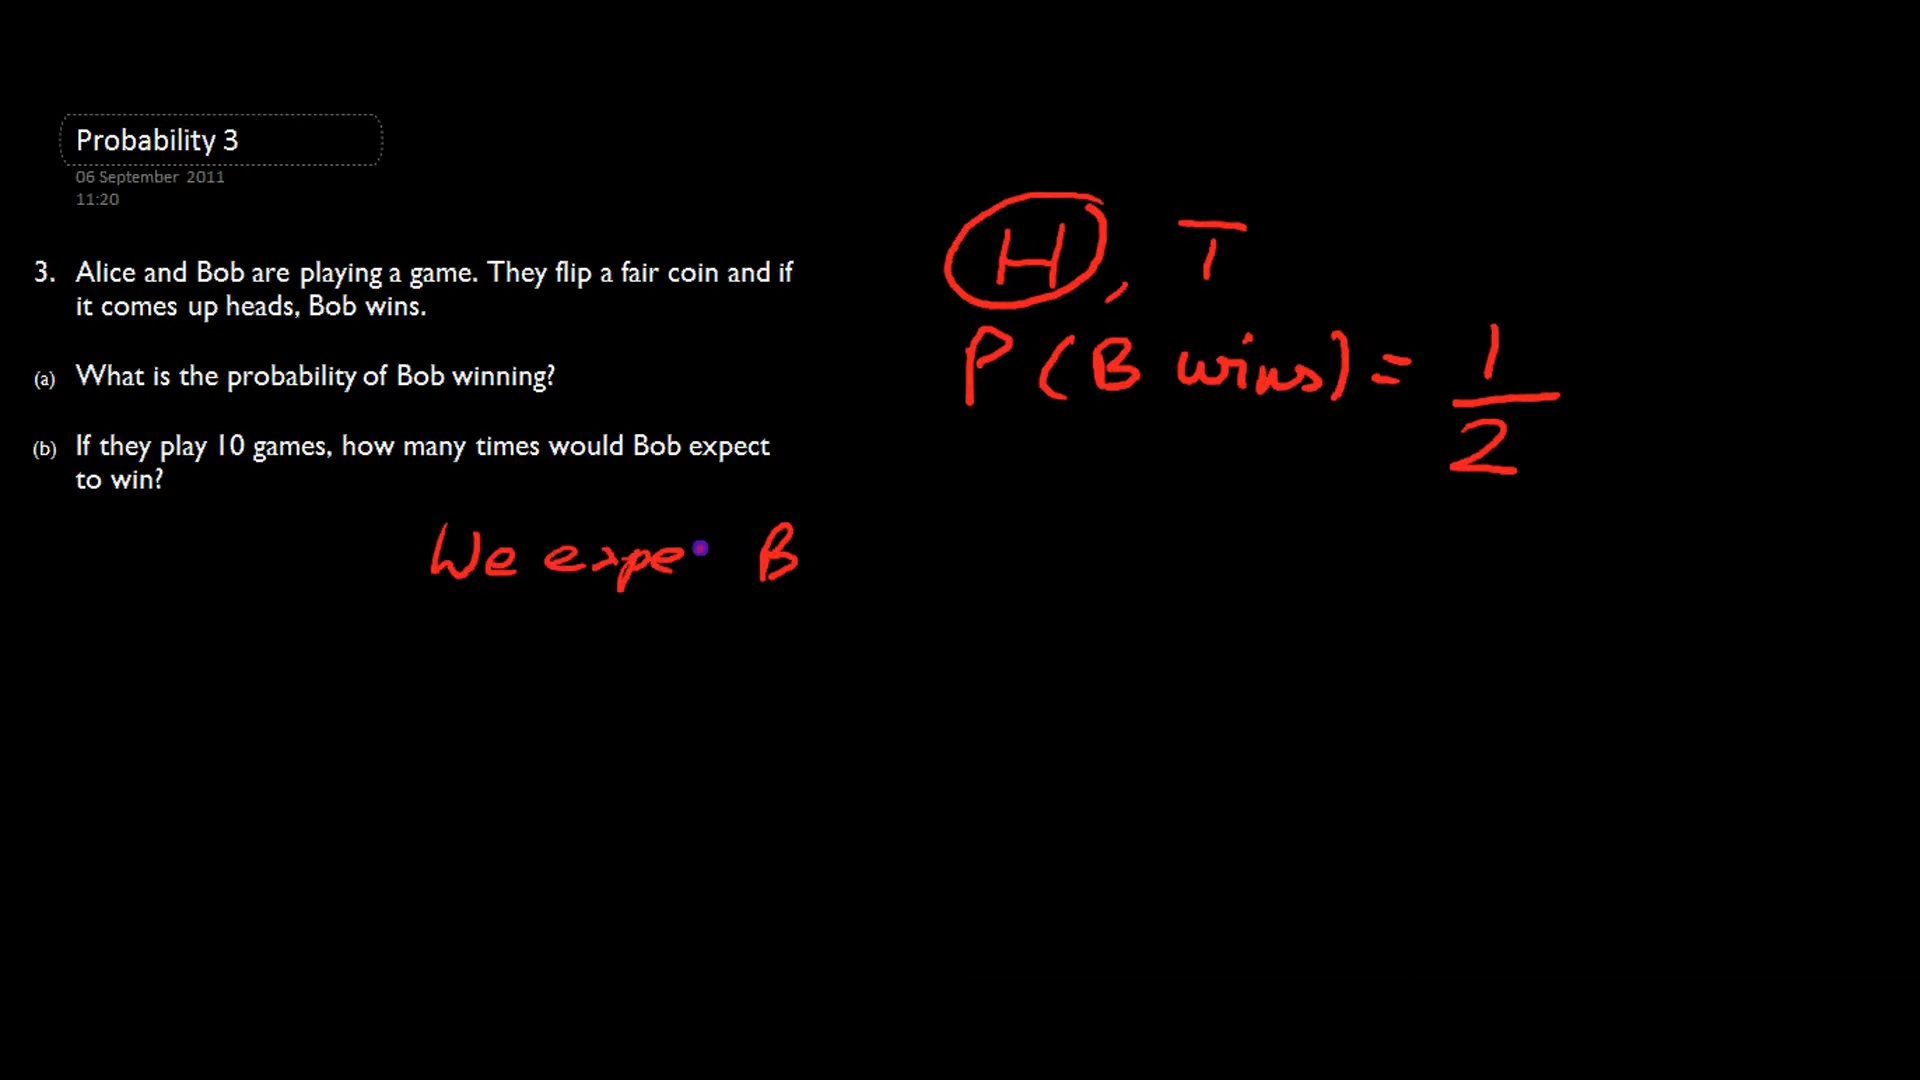 Probability 3
06 September 2011
11:20
3. Alice and Bob are playing a game. They flip a fair coin and if
it comes up heads, Bob wins.
(a) What is the probability of Bob winning?
(b) If they play 10 games, how many times would Bob expect
to win?
H, T
P(B wins) = 1/2
We expe B